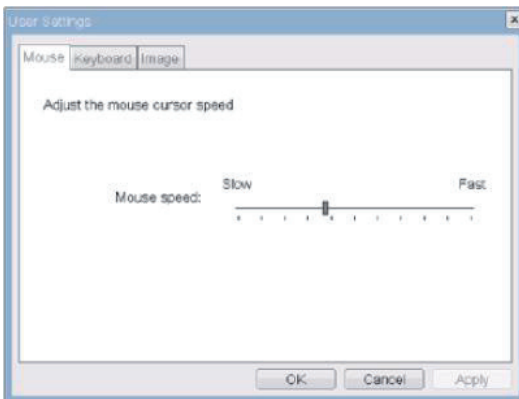 User Settings
Mouse Keyboard Image
Adjust the mouse cursor speed
Slow Fast
Mouse speed:
OK Cancel Apply